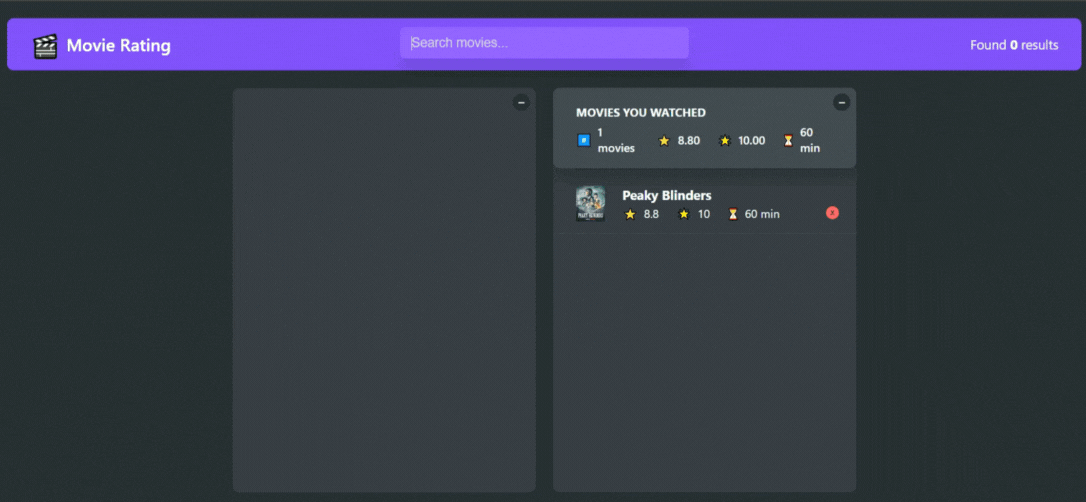 Movie Rating
Search movies...
Found 0 results
MOVIES YOU WATCHED
1 movies
8.80
10.00
60 min
Peaky Blinders
8.8
10
60 min